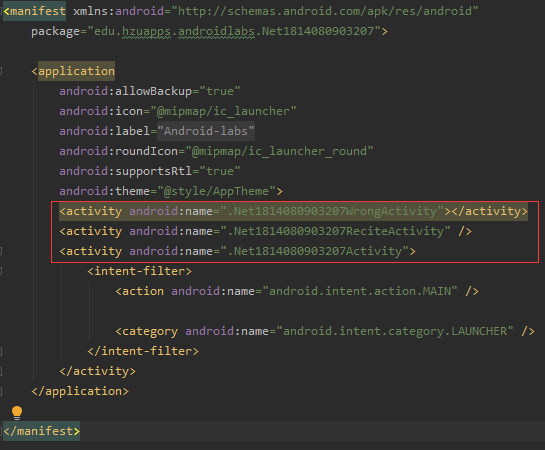 <manifest xmlns:android="http://schemas.android.com/apk/res/android"
package="edu.hzuapps.androidlabs.Net1814080903207">
<application
android:allowBackup="true"
android:icon="@mipmap/ic_launcher"
android:label="Android-labs"
android:roundIcon="@mipmap/ic_launcher_round"
android:supportsRtl="true"
android:theme="@style/AppTheme">
<activity android:name=".Net1814080903207WrongActivity"></activity>
<activity android:name=".Net1814080903207ReciteActivity" />
<activity android:name=".Net1814080903207Activity">
<intent-filter>
<action android:name="android.intent.action.MAIN" />
<category android:name="android.intent.category.LAUNCHER" />
</intent-filter>
</activity>
</application>
</manifest>